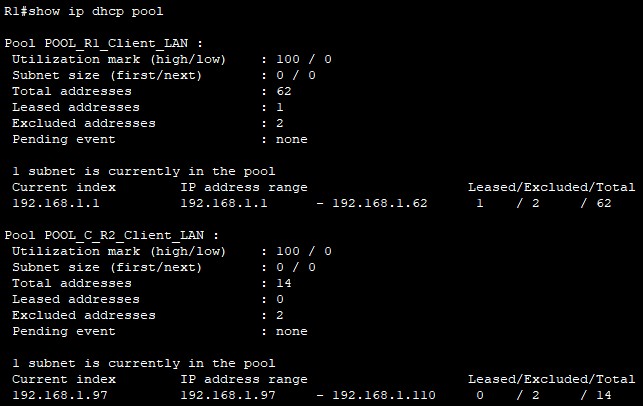 R1#show ip dhcp pool
Pool POOL_R1_Client_LAN :
Utilization mark (high/low) : 100 / 0
Subnet size (first/next) : 0 / 0
Total addresses : 62
Leased addresses : 1
Excluded addresses : 2
Pending event : none
1 subnet is currently in the pool
Current index IP address range Leased/Excluded/Total
192.168.1.1 192.168.1.1 - 192.168.1.62 1 / 2 / 62
Pool POOL_C_R2_Client_LAN :
Utilization mark (high/low) : 100 / 0
Subnet size (first/next) : 0 / 0
Total addresses : 14
Leased addresses : 0
Excluded addresses : 2
Pending event : none
1 subnet is currently in the pool
Current index IP address range Leased/Excluded/Total
192.168.1.97 192.168.1.97 - 192.168.1.110 0 / 2 / 14